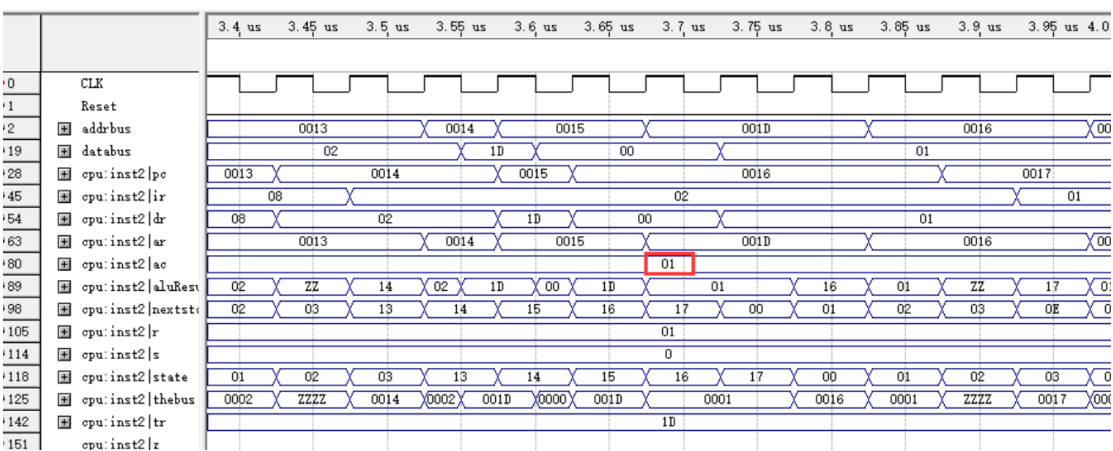 3.4 us 3.45 us 3.5 us 3.55 us 3.6 us 3.65 us 3.7 us 3.75 us 3.8 us 3.85 us 3.9 us 3.95 us 4.0
0 CLK
1 Reset
2 addrbus 0013 0014 0015 001D 0016 00
19 databus 02 1D 00 01
28 cpu:inst2|pc 0013 0014 0015 0016 0017
45 cpu:inst2|ir 08 02 01
54 cpu:inst2|dr 08 02 1D 00 01
63 cpu:inst2|ar 0013 0014 0015 001D 0016 00
80 cpu:inst2|ac 01
89 cpu:inst2|aluResu 02 ZZ 14 02 1D 00 1D 01 16 01 ZZ 17 01
98 cpu:inst2|nextsta 02 03 13 14 15 16 17 00 01 02 03 0E 0
105 cpu:inst2|r 01
114 cpu:inst2|s 0
118 cpu:inst2|state 01 02 03 13 14 15 16 17 00 01 02 03 0
125 cpu:inst2|thebus 0002 ZZZZ 0014 0002 001D 0000 001D 0001 0016 0001 ZZZZ 0017 000
142 cpu:inst2|tr 1D
151 cpu:inst2|z